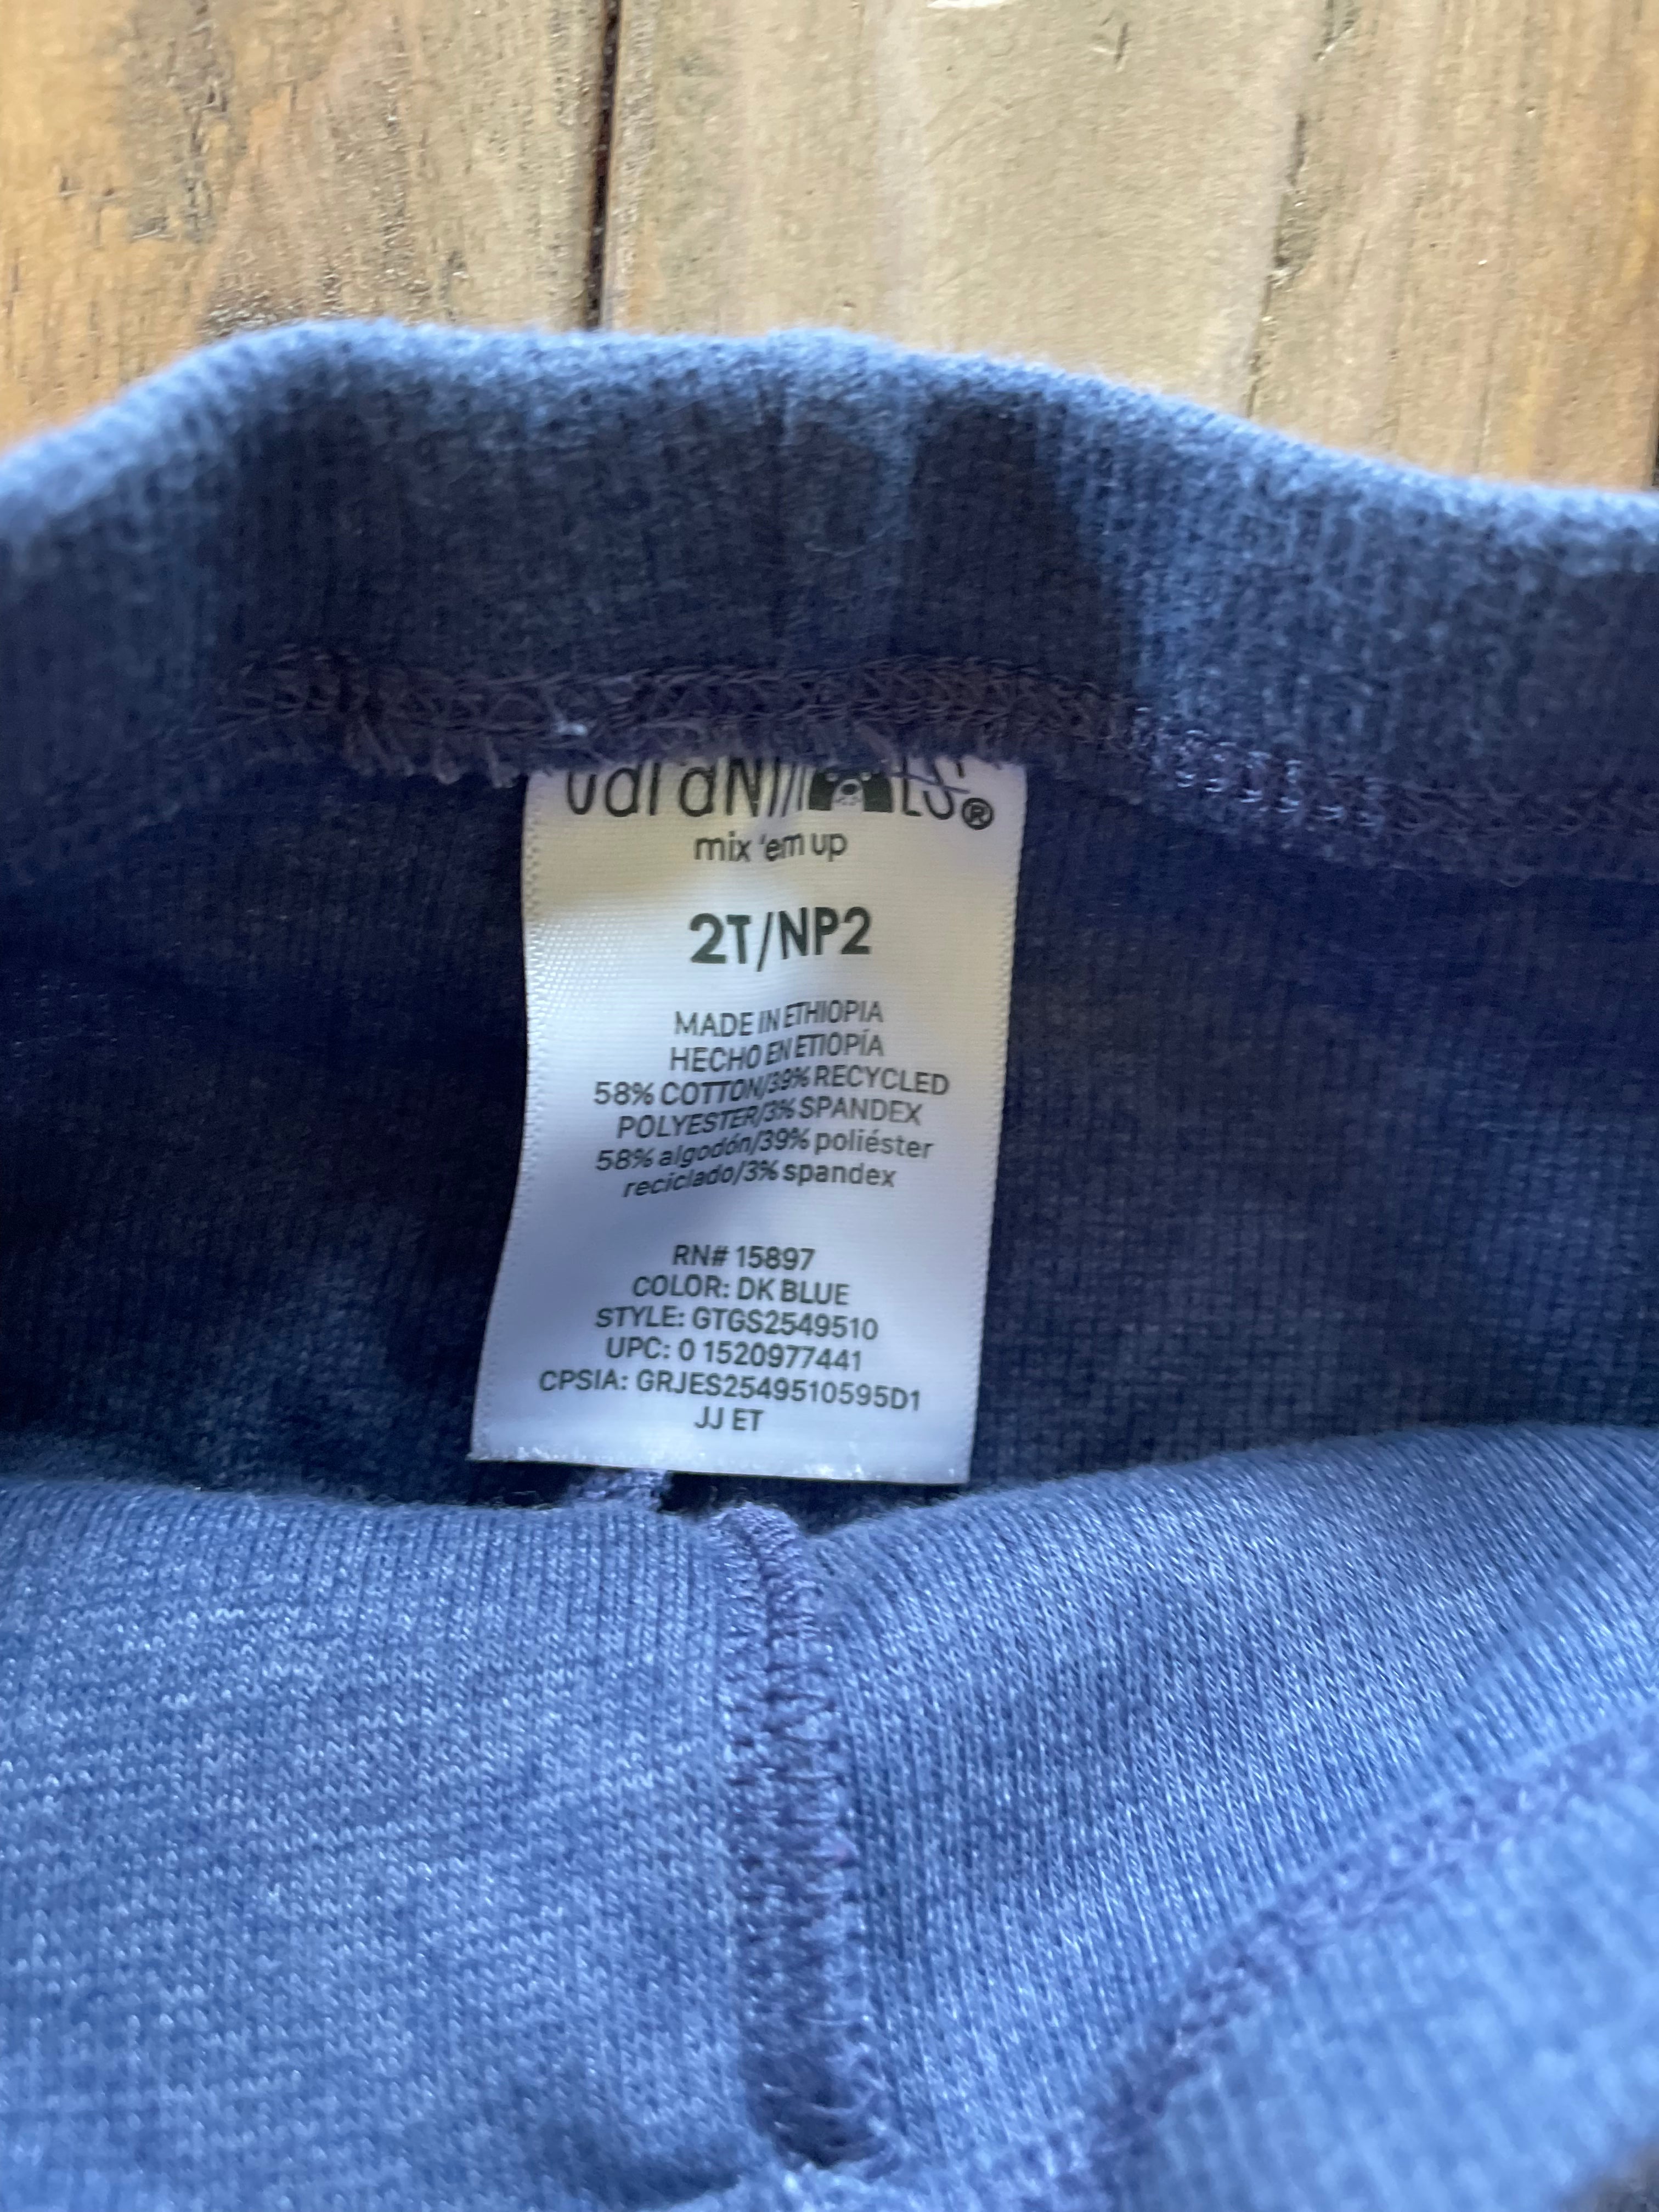 mix 'em up
2T/NP2
MADE IN ETHIOPIA
HECHO EN ETIOPÍA
58% COTTON/39% RECYCLED
POLYESTER/3% SPANDEX
58% algodón/39% poliéster
reciclado/3% spandex
RN# 15897
COLOR: DK BLUE
STYLE: GTGS2549510
UPC: 0 1520977441
CPSIA: GRJES2549510595D1
JJ ET